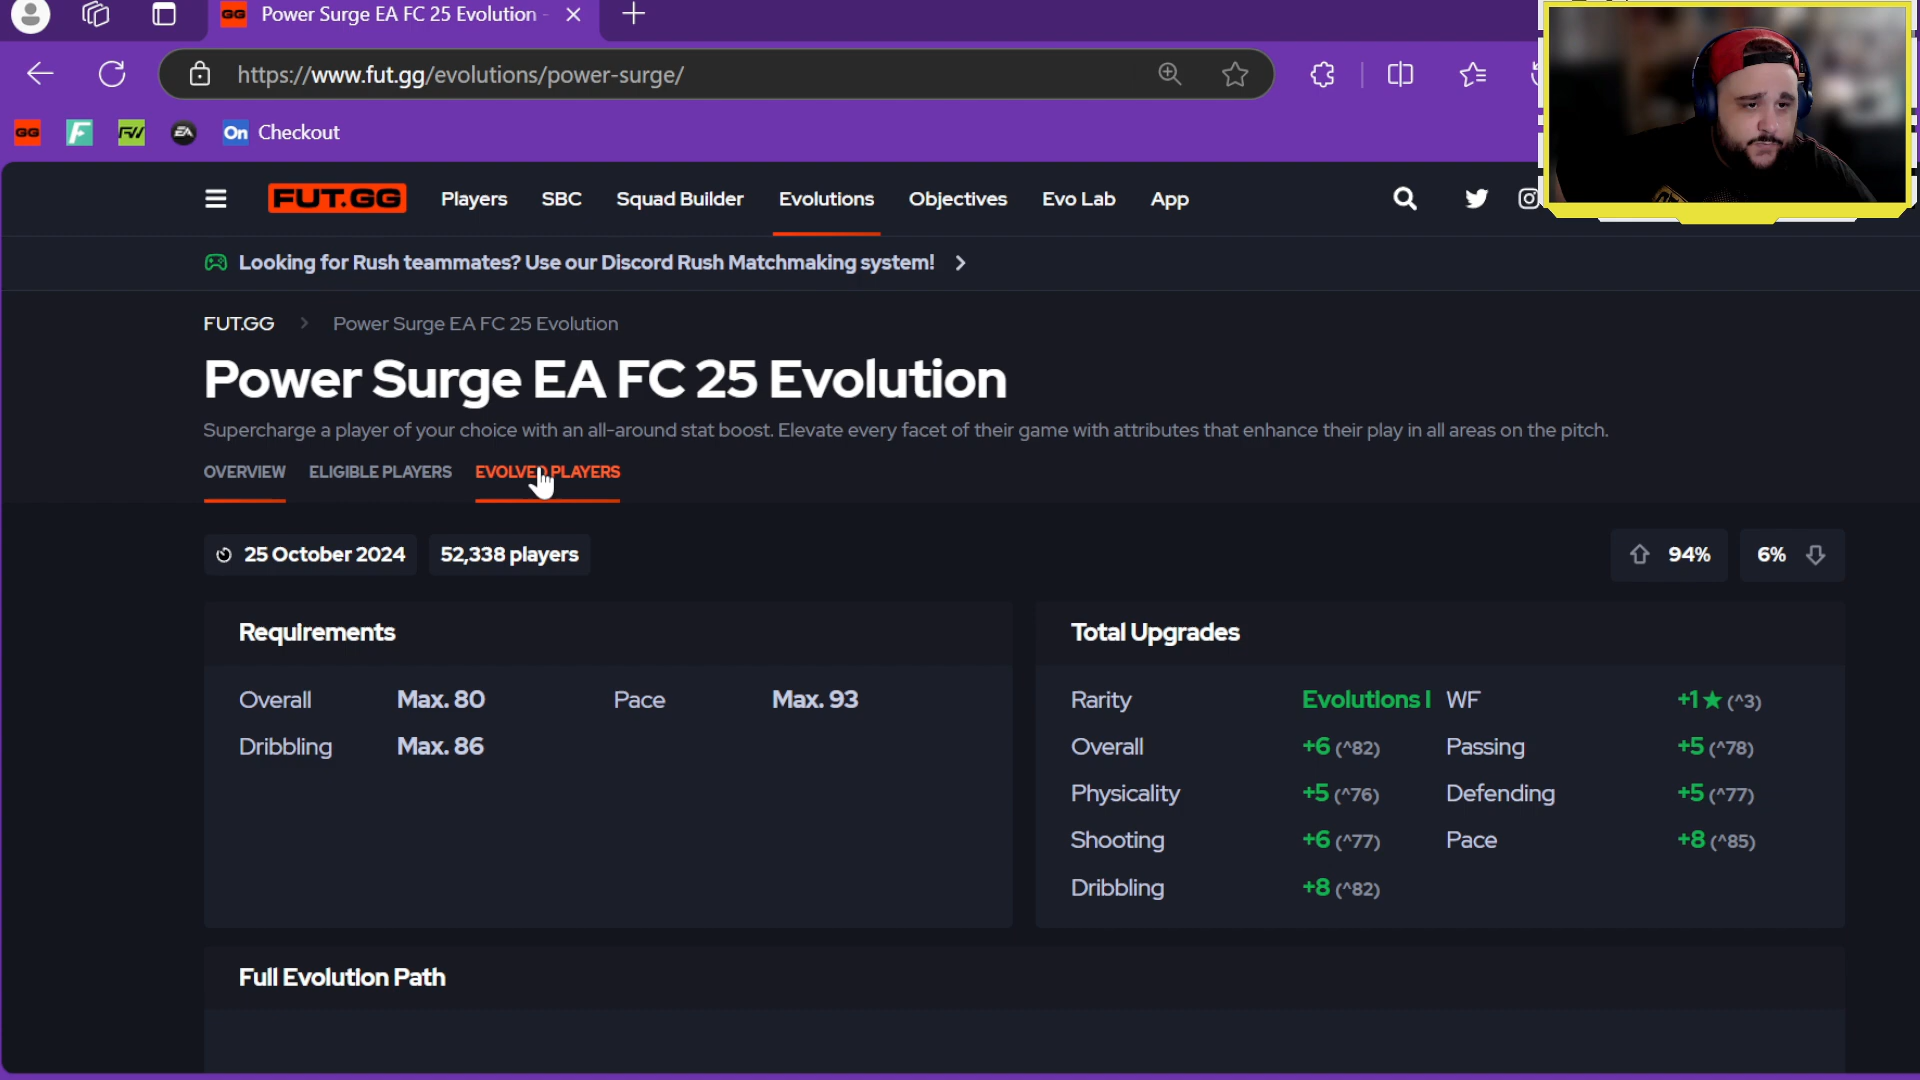 GG Power Surge EA FC 25 Evolution -
https://www.fut.gg/evolutions/power-surge/
GG EA On Checkout
FUT.GG Players SBC Squad Builder Evolutions Objectives Evo Lab App
Looking for Rush teammates? Use our Discord Rush Matchmaking system!
FUT.GG Power Surge EA FC 25 Evolution
Power Surge EA FC 25 Evolution
Supercharge a player of your choice with an all-around stat boost. Elevate every facet of their game with attributes that enhance their play in all areas on the pitch.
OVERVIEW ELIGIBLE PLAYERS EVOLVED PLAYERS
25 October 2024 52,338 players 94% 6%
Requirements
Overall Max. 80 Pace Max. 93
Dribbling Max. 86
Total Upgrades
Rarity Evolutions I WF +1★ (^3)
Overall +6 (^82) Passing +5 (^78)
Physicality +5 (^76) Defending +5 (^77)
Shooting +6 (^77) Pace +8 (^85)
Dribbling +8 (^82)
Full Evolution Path